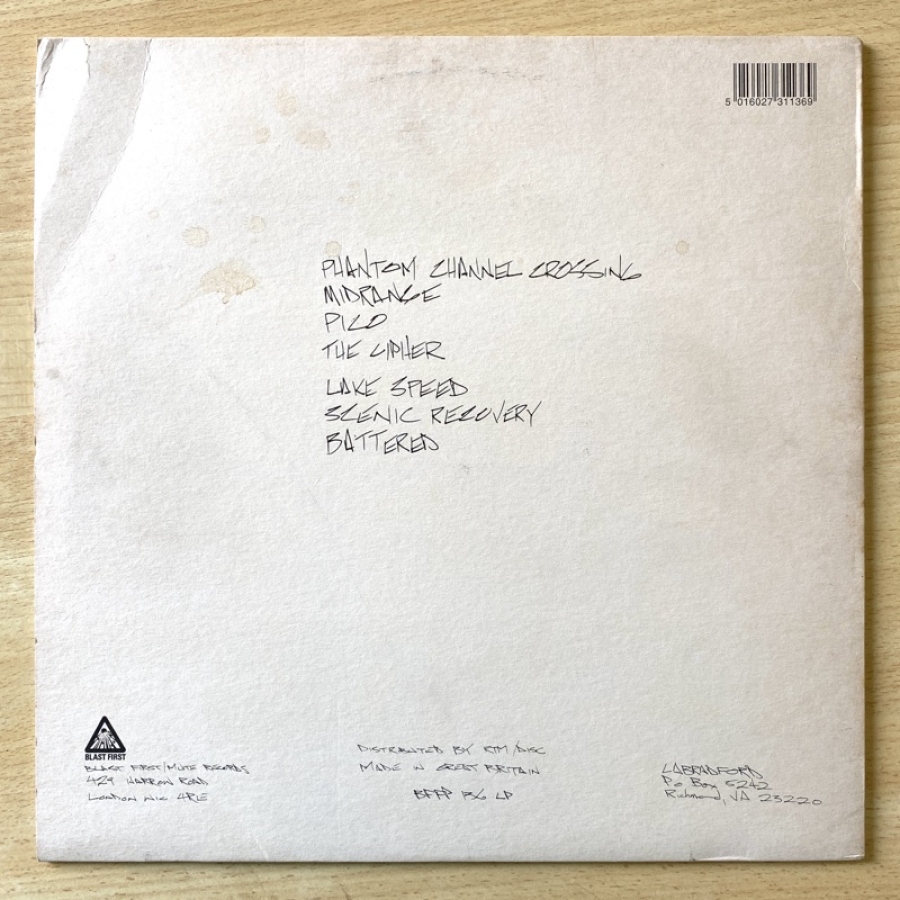 5 016027 311369
PHANTOM CHANNEL CROSSING
MIDRANGE
PICO
THE CIPHER
LAKE SPEED
SCENIC RECOVERY
BATTERED
BLAST FIRST
BLAST FIRST/MUTE RECORDS
429 HARROW ROAD
LONDON W10 4RE
DISTRIBUTED BY RTM/DISC
MADE IN GREAT BRITAIN
BFFP 136 LP
LABRADFORD
PO Box 5242
Richmond, VA 23220